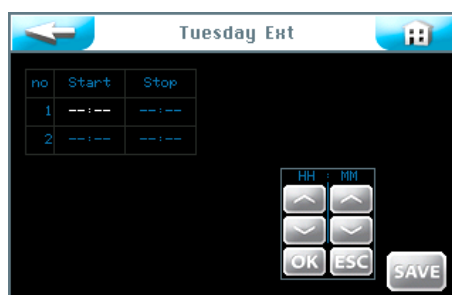 Tuesday Ext
no Start Stop
1 --:-- --:--
2 --:-- --:--
HH : MM
OK ESC
SAVE